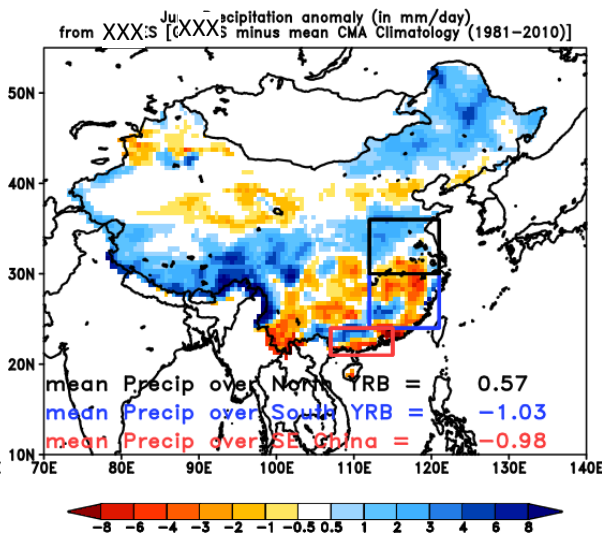 precipitation anomaly (in mm/day)
from XXX S [ XXX S minus mean CMA Climatology (1981-2010)]
50N
40N
30N
20N
10N
mean Precip over North YRB = 0.57
mean Precip over South YRB = -1.03
mean Precip over SE China = -0.98
70E 80E 90E 100E 110E 120E 130E 140E
-8 -6 -4 -3 -2 -1 -0.5 0.5 1 2 3 4 6 8